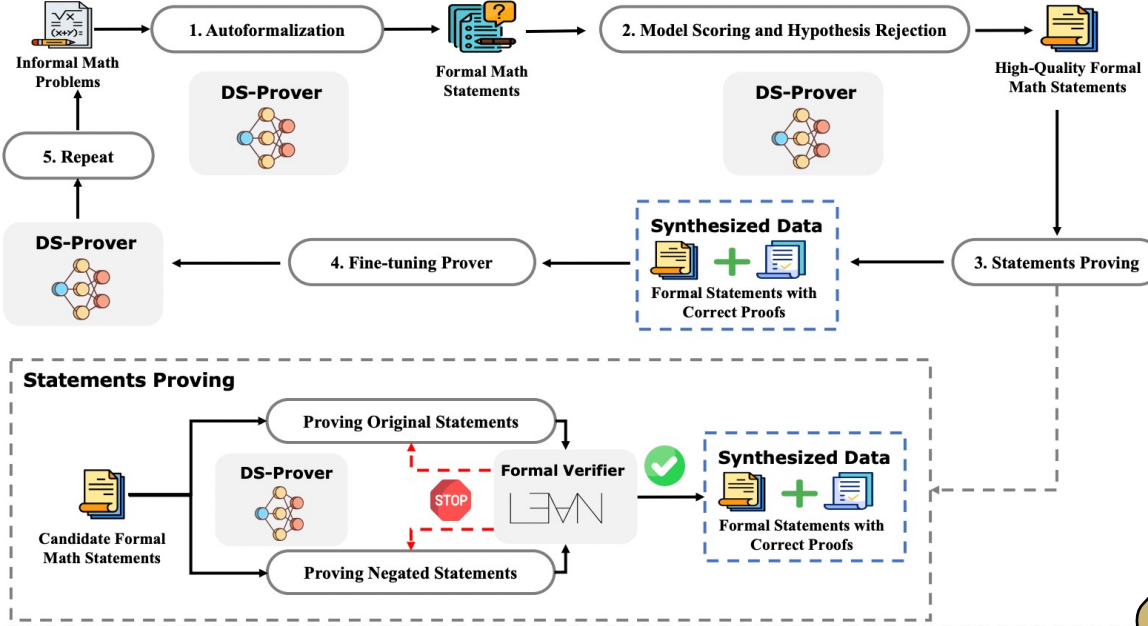 Informal Math
Problems
1. Autoformalization
Formal Math
Statements
2. Model Scoring and Hypothesis Rejection
High-Quality Formal
Math Statements
DS-Prover
DS-Prover
5. Repeat
DS-Prover
4. Fine-tuning Prover
Synthesized Data
Formal Statements with
Correct Proofs
3. Statements Proving
Statements Proving
Candidate Formal
Math Statements
Proving Original Statements
DS-Prover
STOP
Proving Negated Statements
Formal Verifier
LEAN
Synthesized Data
Formal Statements with
Correct Proofs